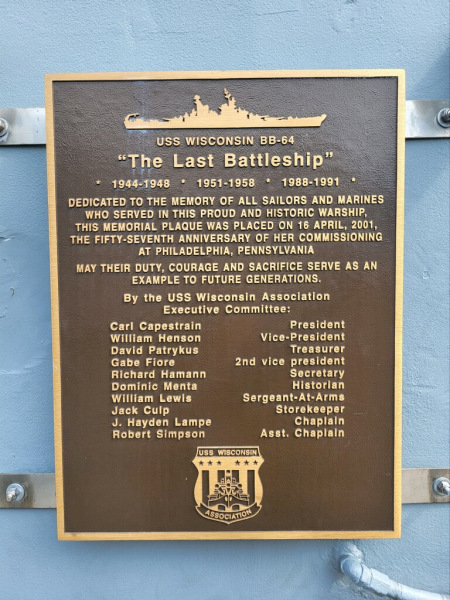 USS WISCONSIN BB-64
"The Last Battleship"
* 1944-1948 * 1951-1958 * 1988-1991 *
DEDICATED TO THE MEMORY OF ALL SAILORS AND MARINES
WHO SERVED IN THIS PROUD AND HISTORIC WARSHIP,
THIS MEMORIAL PLAQUE WAS PLACED ON 16 APRIL, 2001,
THE FIFTY-SEVENTH ANNIVERSARY OF HER COMMISSIONING
AT PHILADELPHIA, PENNSYLVANIA
MAY THEIR DUTY, COURAGE AND SACRIFICE SERVE AS AN
EXAMPLE TO FUTURE GENERATIONS.
By the USS Wisconsin Association
Executive Committee:
Carl Capestrain President
William Henson Vice-President
David Patrykus Treasurer
Gabe Fiore 2nd vice president
Richard Hamann Secretary
Dominic Menta Historian
William Lewis Sergeant-At-Arms
Jack Culp Storekeeper
J. Hayden Lampe Chaplain
Robert Simpson Asst. Chaplain
USS WISCONSIN
ASSOCIATION